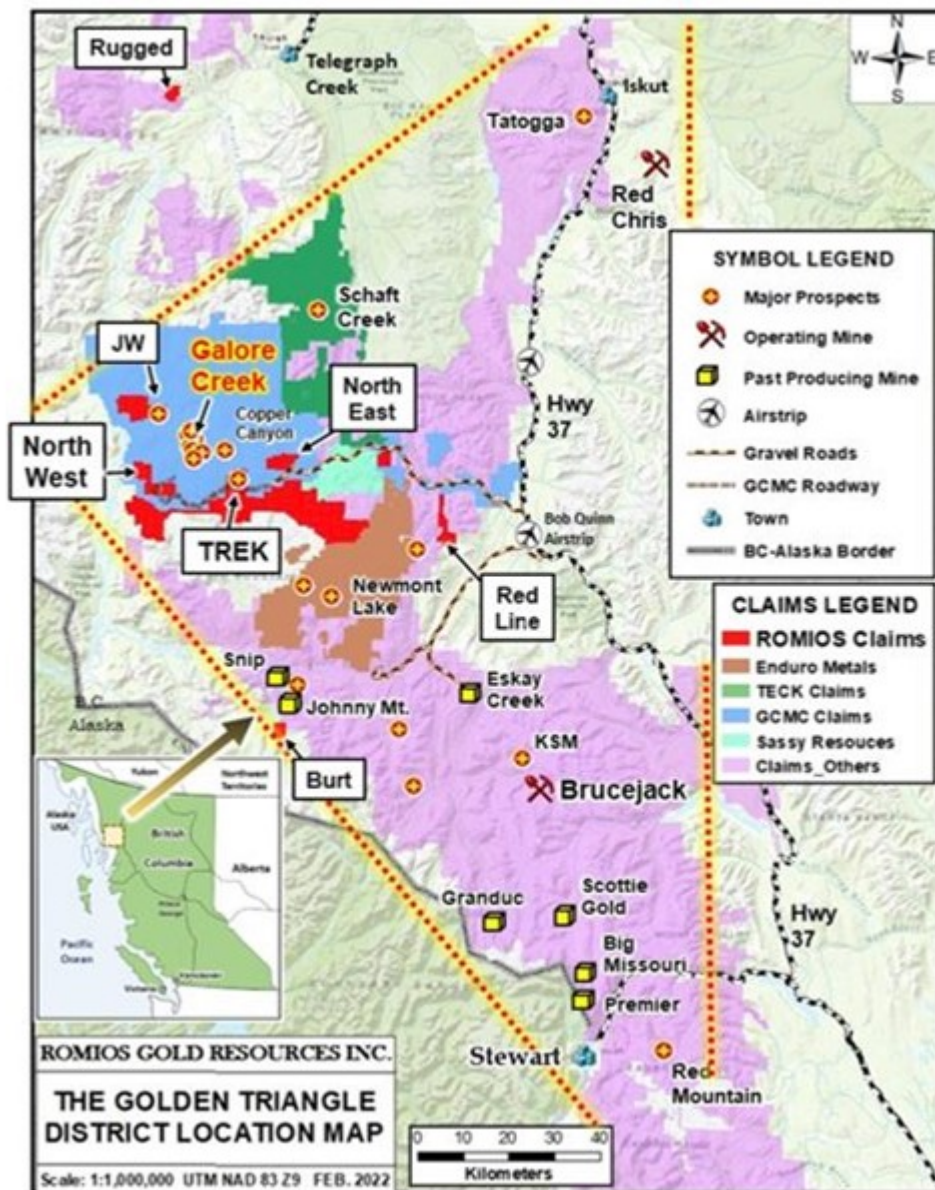 Rugged
Telegraph
Creek
Iskut
Tatogga
Red
Chris
N
W E
S
SYMBOL LEGEND
Major Prospects
Operating Mine
Past Producing Mine
Airstrip
Gravel Roads
GCMC Roadway
Town
BC-Alaska Border
Schaft
Creek
JW
Galore
Creek
Copper
Canyon
North
East
Hwy
37
North
West
TREK
Bob Quinn
Airstrip
Newmont
Lake
Red
Line
CLAIMS LEGEND
ROMIOS Claims
Enduro Metals
TECK Claims
GCMC Claims
Sassy Resouces
Claims_Others
Snip
Johnny Mt.
Eskay
Creek
B.C.
Alaska
Burt
KSM
Brucejack
Yukon
Northwest
Territories
Alaska
USA
British
Columbia
Alberta
Prince
George
Pacific
Ocean
Vancouver
Victoria
Granduc
Scottie
Gold
Big
Missouri
Premier
Hwy
37
Stewart
Red
Mountain
ROMIOS GOLD RESOURCES INC.
THE GOLDEN TRIANGLE
DISTRICT LOCATION MAP
Scale: 1:1,000,000 UTM NAD 83 Z9 FEB. 2022
0 10 20 30 40
Kilometers